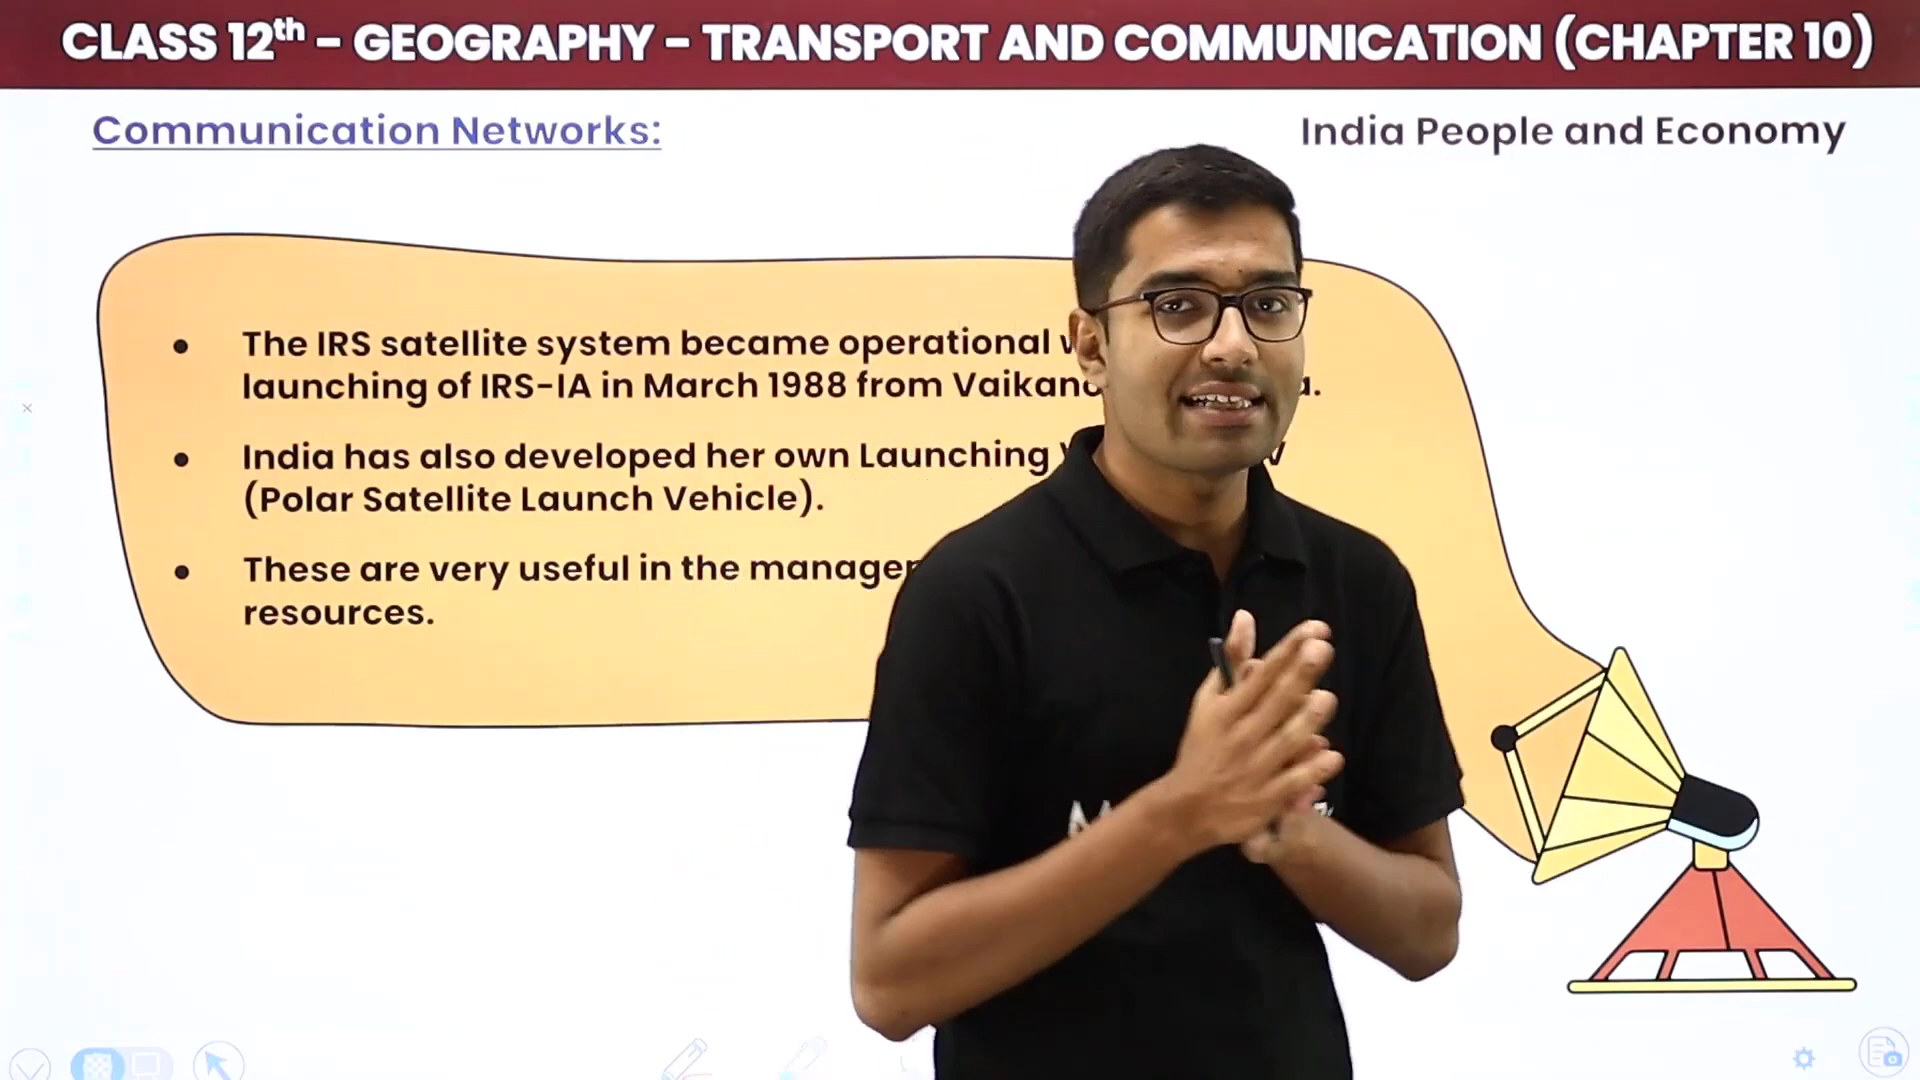 CLASS 12th - GEOGRAPHY - TRANSPORT AND COMMUNICATION (CHAPTER 10)
Communication Networks:
India People and Economy
The IRS satellite system became operational
launching of IRS-IA in March 1988 from
India has also developed her own Launching
(Polar Satellite Launch Vehicle).
These are very useful in the
resources.